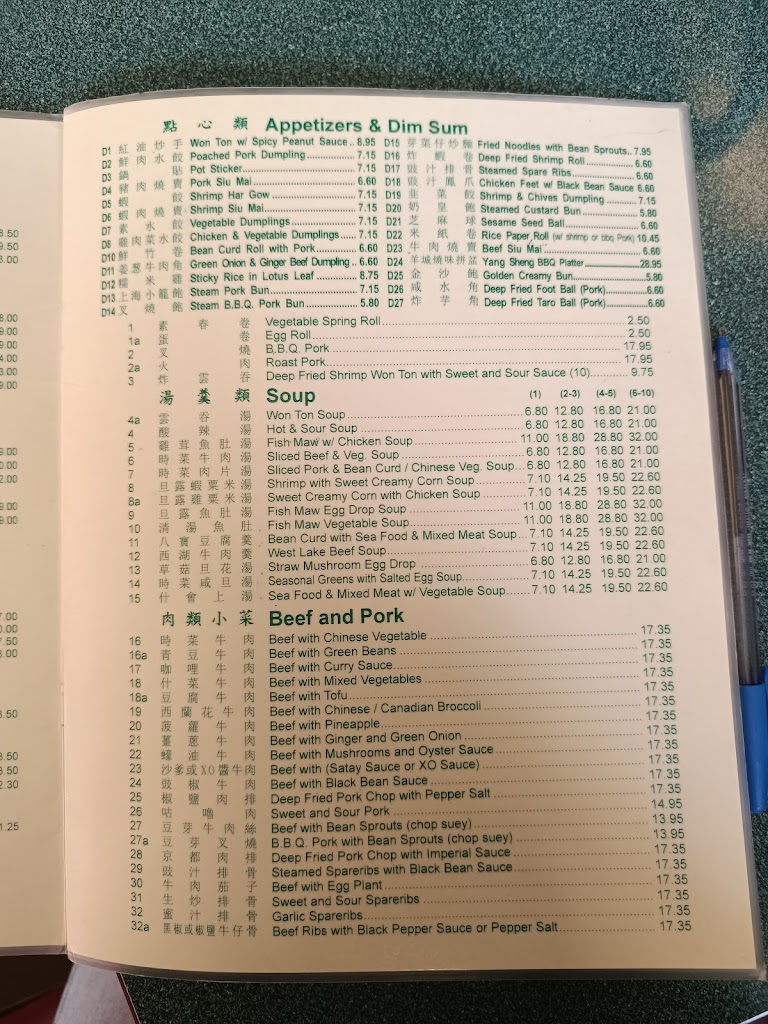 8.50
9.50
8.00
點心類 Appetizers & Dim Sum
D1 紅油炒手 Won Ton w/ Spicy Peanut Sauce.. 8.95
D2 鮮肉水餃 Poached Pork Dumpling 7.15
D3 鍋貼 Pot Sticker 7.15
D4 豬肉燒賣 Pork Siu Mai 6.60
D5 蝦餃 Shrimp Har Gow 7.15
D6 蝦肉燒賣 Shrimp Siu Mai 7.15
D7 素水餃 Vegetable Dumplings 7.15
D8 雞肉菜水餃 Chicken & Vegetable Dumplings 7.15
D10 鮮竹卷 Bean Curd Roll with Pork 6.60
D11 姜蔥牛肉角 Green Onion & Ginger Beef Dumpling.. 6.60
D12 糯米雞 Sticky Rice in Lotus Leaf 8.75
D13 上海小籠飽 Steam Pork Bun 7.15
D14 叉燒飽 Steam B.B.Q. Pork Bun 5.80
D15 芽菜仔炒麵 Fried Noodles with Bean Sprouts.. 7.95
D16 炸蝦卷 Deep Fried Shrimp Roll 6.60
D17 豉汁排骨 Steamed Spare Ribs 6.60
D18 豉汁鳳爪 Chicken Feet w/ Black Bean Sauce 6.60
D19 韭菜餃 Shrimp & Chives Dumpling 7.15
D20 奶皇飽 Steamed Custard Bun 5.80
D21 芝麻球 Sesame Seed Ball 6.60
D22 米紙卷 Rice Paper Roll (w/ shrimp or bbq Pork) 10.45
D23 牛肉燒賣 Beef Siu Mai 6.60
D24 羊城燒味拼盆 Yang Sheng BBQ Platter 28.95
D25 金沙飽 Golden Creamy Bun 5.80
D26 咸水角 Deep Fried Foot Ball (Pork) 6.60
D27 炸芋角 Deep Fried Taro Ball (Pork) 6.60
1 素春卷 Vegetable Spring Roll 2.50
1a 蛋卷 Egg Roll 2.50
2 叉燒 B.B.Q. Pork 17.95
2a 火肉 Roast Pork 17.95
3 炸雲吞 Deep Fried Shrimp Won Ton with Sweet and Sour Sauce (10) 9.75
湯羹類 Soup (1) (2-3) (4-5) (6-10)
4a 雲吞湯 Won Ton Soup 6.80 12.80 16.80 21.00
4 酸辣湯 Hot & Sour Soup 6.80 12.80 16.80 21.00
5 雞茸魚肚湯 Fish Maw w/ Chicken Soup 11.00 18.80 28.80 32.00
6 時菜牛肉湯 Sliced Beef & Veg. Soup 6.80 12.80 16.80 21.00
7 時菜肉片湯 Sliced Pork & Bean Curd / Chinese Veg. Soup 6.80 12.80 16.80 21.00
8 旦露蝦粟米湯 Shrimp with Sweet Creamy Corn Soup 7.10 14.25 19.50 22.60
8a 旦露雞粟米湯 Sweet Creamy Corn with Chicken Soup 7.10 14.25 19.50 22.60
9 旦露魚肚湯 Fish Maw Egg Drop Soup 11.00 18.80 28.80 32.00
10 清湯魚肚 Fish Maw Vegetable Soup 11.00 18.80 28.80 32.00
11 八寶豆腐羹 Bean Curd with Sea Food & Mixed Meat Soup 7.10 14.25 19.50 22.60
12 西湖牛肉羹 West Lake Beef Soup 7.10 14.25 19.50 22.60
13 草菇旦花湯 Straw Mushroom Egg Drop 6.80 12.80 16.80 21.00
14 時菜咸旦湯 Seasonal Greens with Salted Egg Soup 7.10 14.25 19.50 22.60
15 什會上湯 Sea Food & Mixed Meat w/ Vegetable Soup 7.10 14.25 19.50 22.60
肉類小菜 Beef and Pork
16 時菜牛肉 Beef with Chinese Vegetable 17.35
16a 青豆牛肉 Beef with Green Beans 17.35
17 咖哩牛肉 Beef with Curry Sauce 17.35
18 什菜牛肉 Beef with Mixed Vegetables 17.35
18a 豆腐牛肉 Beef with Tofu 17.35
19 西蘭花牛肉 Beef with Chinese / Canadian Broccoli 17.35
20 菠蘿牛肉 Beef with Pineapple 17.35
21 薑蔥牛肉 Beef with Ginger and Green Onion 17.35
22 蠔油牛肉 Beef with Mushrooms and Oyster Sauce 17.35
23 沙爹或XO醬牛肉 Beef with (Satay Sauce or XO Sauce) 17.35
24 豉椒牛肉 Beef with Black Bean Sauce 17.35
25 椒鹽肉排 Deep Fried Pork Chop with Pepper Salt 17.35
26 咕嚕肉 Sweet and Sour Pork 14.95
27 豆芽牛肉絲 Beef with Bean Sprouts (chop suey) 13.95
27a 豆芽叉燒 B.B.Q. Pork with Bean Sprouts (chop suey) 13.95
28 京都肉排 Deep Fried Pork Chop with Imperial Sauce 17.35
29 豉汁排骨 Steamed Spareribs with Black Bean Sauce 17.35
30 牛肉茄子 Beef with Egg Plant 17.35
31 生炒排骨 Sweet and Sour Spareribs 17.35
32 蜜汁排骨 Garlic Spareribs 17.35
32a 黑椒或椒鹽牛仔骨 Beef Ribs with Black Pepper Sauce or Pepper Salt 17.35